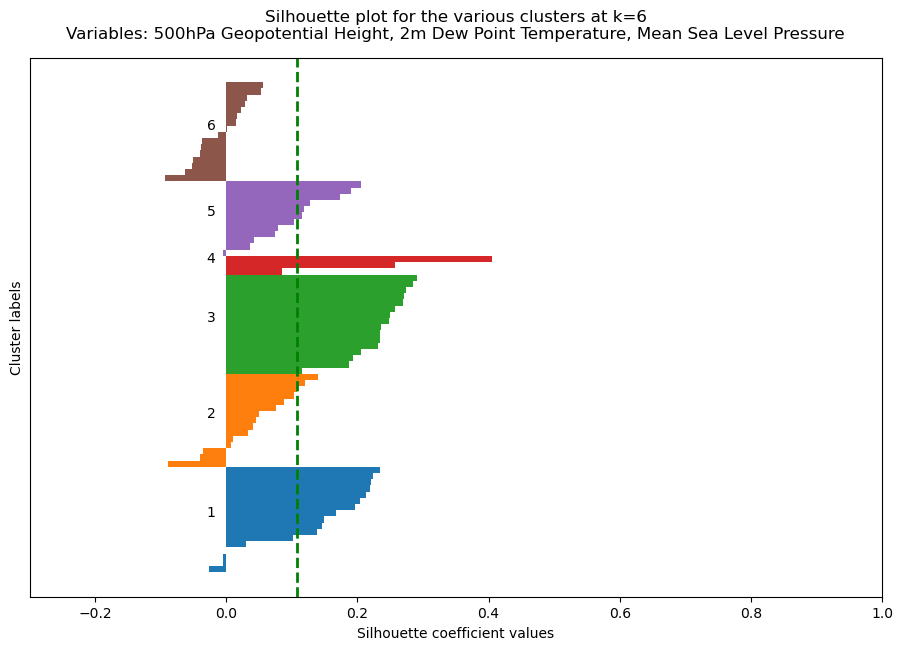 Silhouette plot for the various clusters at k=6
Variables: 500hPa Geopotential Height, 2m Dew Point Temperature, Mean Sea Level Pressure
Cluster labels
6
5
4
3
2
1
−0.2 0.0 0.2 0.4 0.6 0.8 1.0
Silhouette coefficient values